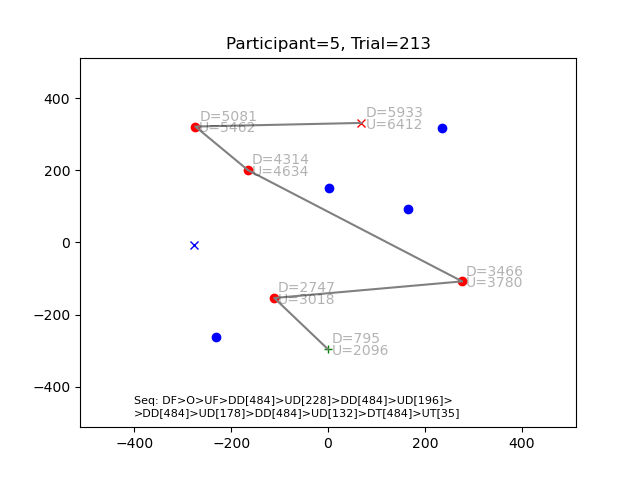 Participant=5, Trial=213
D=5081
U=5462
D=5933
U=6412
D=4314
U=4634
D=3466
U=3780
D=2747
U=3018
D=795
U=2096
Seq: DF>O>UF>DD[484]>UD[228]>DD[484]>UD[196]>
>DD[484]>UD[178]>DD[484]>UD[132]>DT[484]>UT[35]
400
200
0
−200
−400
−400 −200 0 200 400